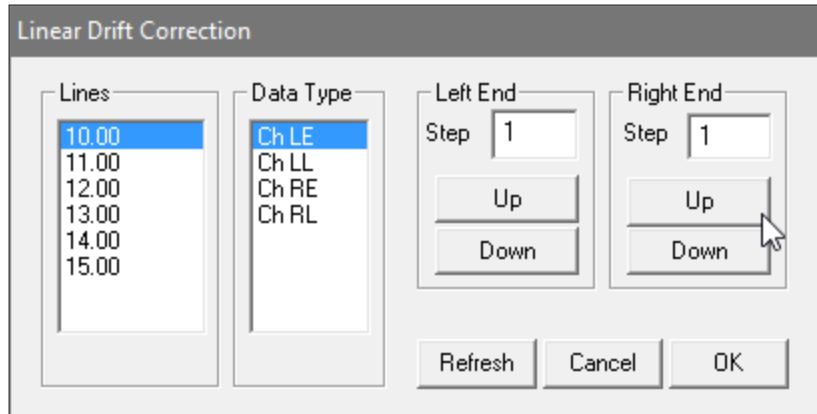 Linear Drift Correction
Lines
10.00
11.00
12.00
13.00
14.00
15.00
Data Type
Ch LE
Ch LL
Ch RE
Ch RL
Left End
Step 1
Up
Down
Right End
Step 1
Up
Down
Refresh Cancel OK